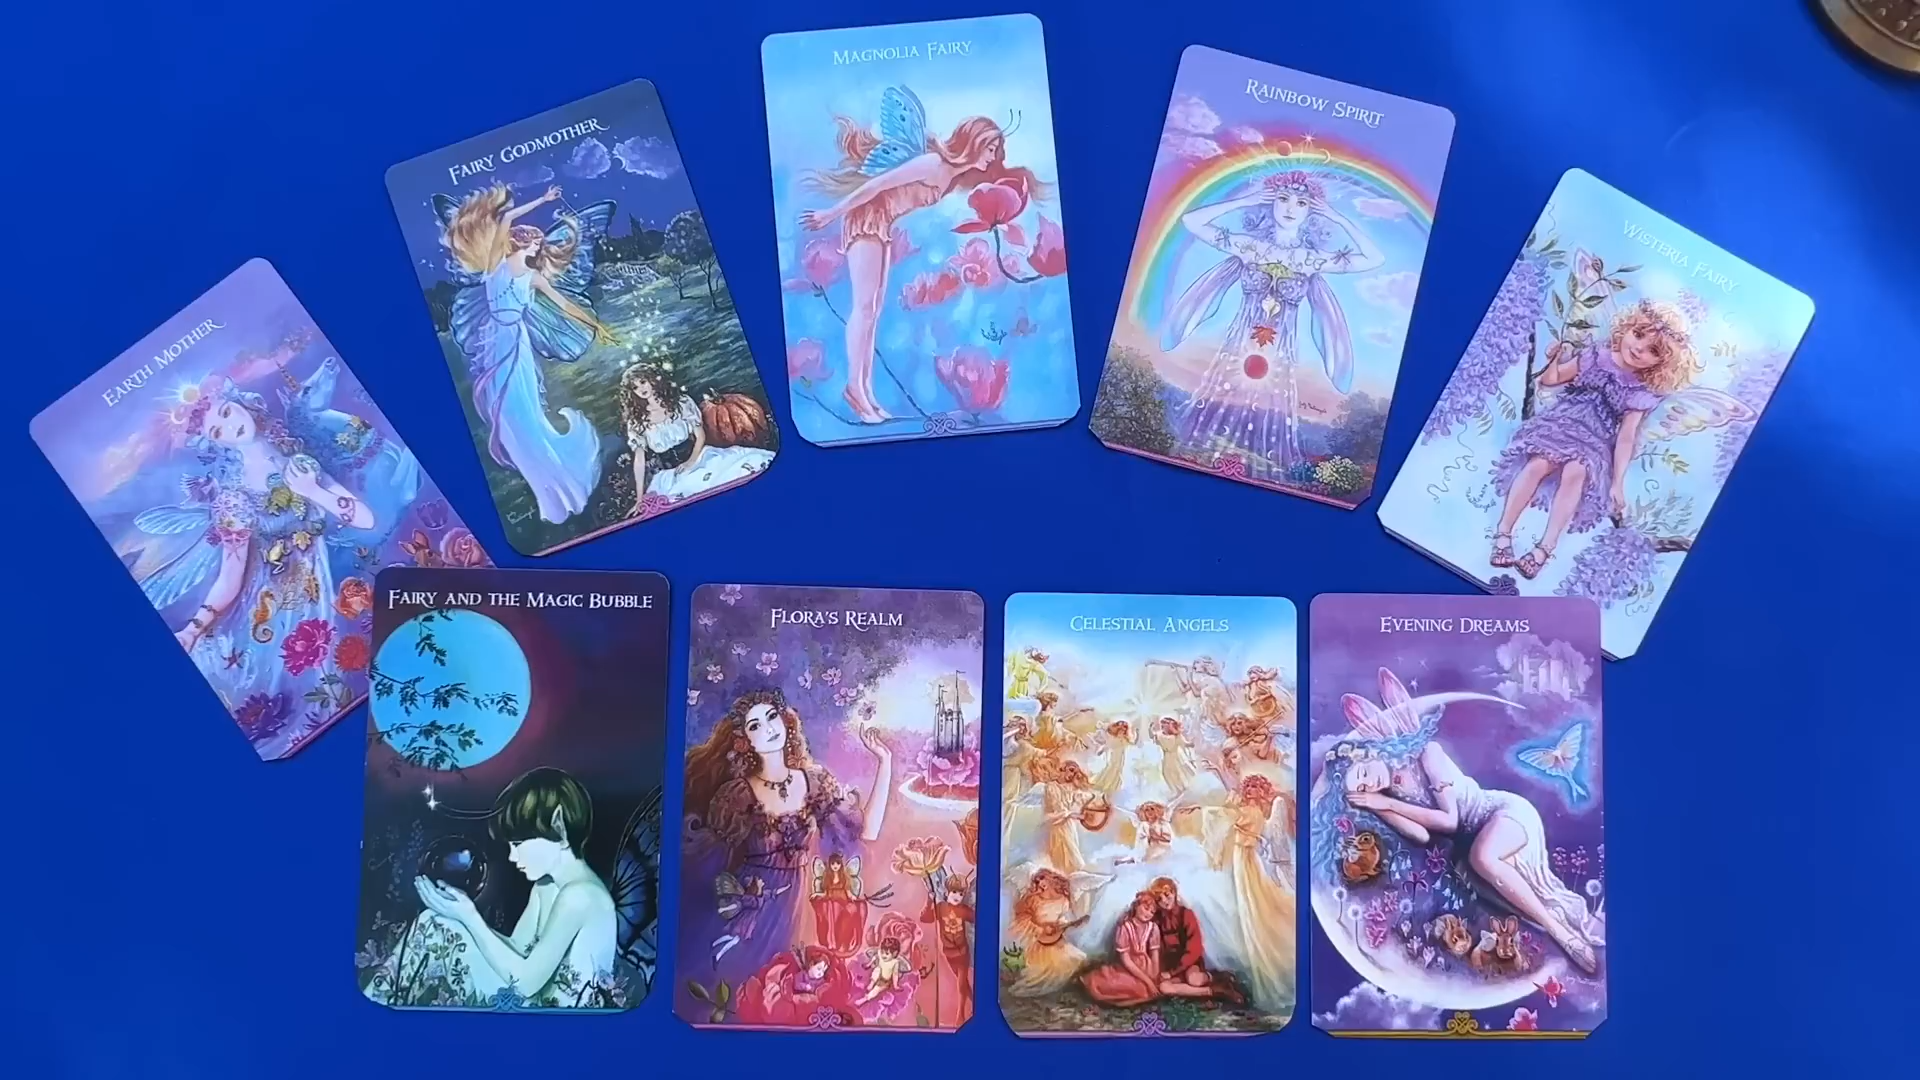 MAGNOLIA FAIRY
RAINBOW SPIRIT
FAIRY GODMOTHER
WISTERIA FAIRY
EARTH MOTHER
FAIRY AND THE MAGIC BUBBLE
FLORA'S REALM
CELESTIAL ANGELS
EVENING DREAMS